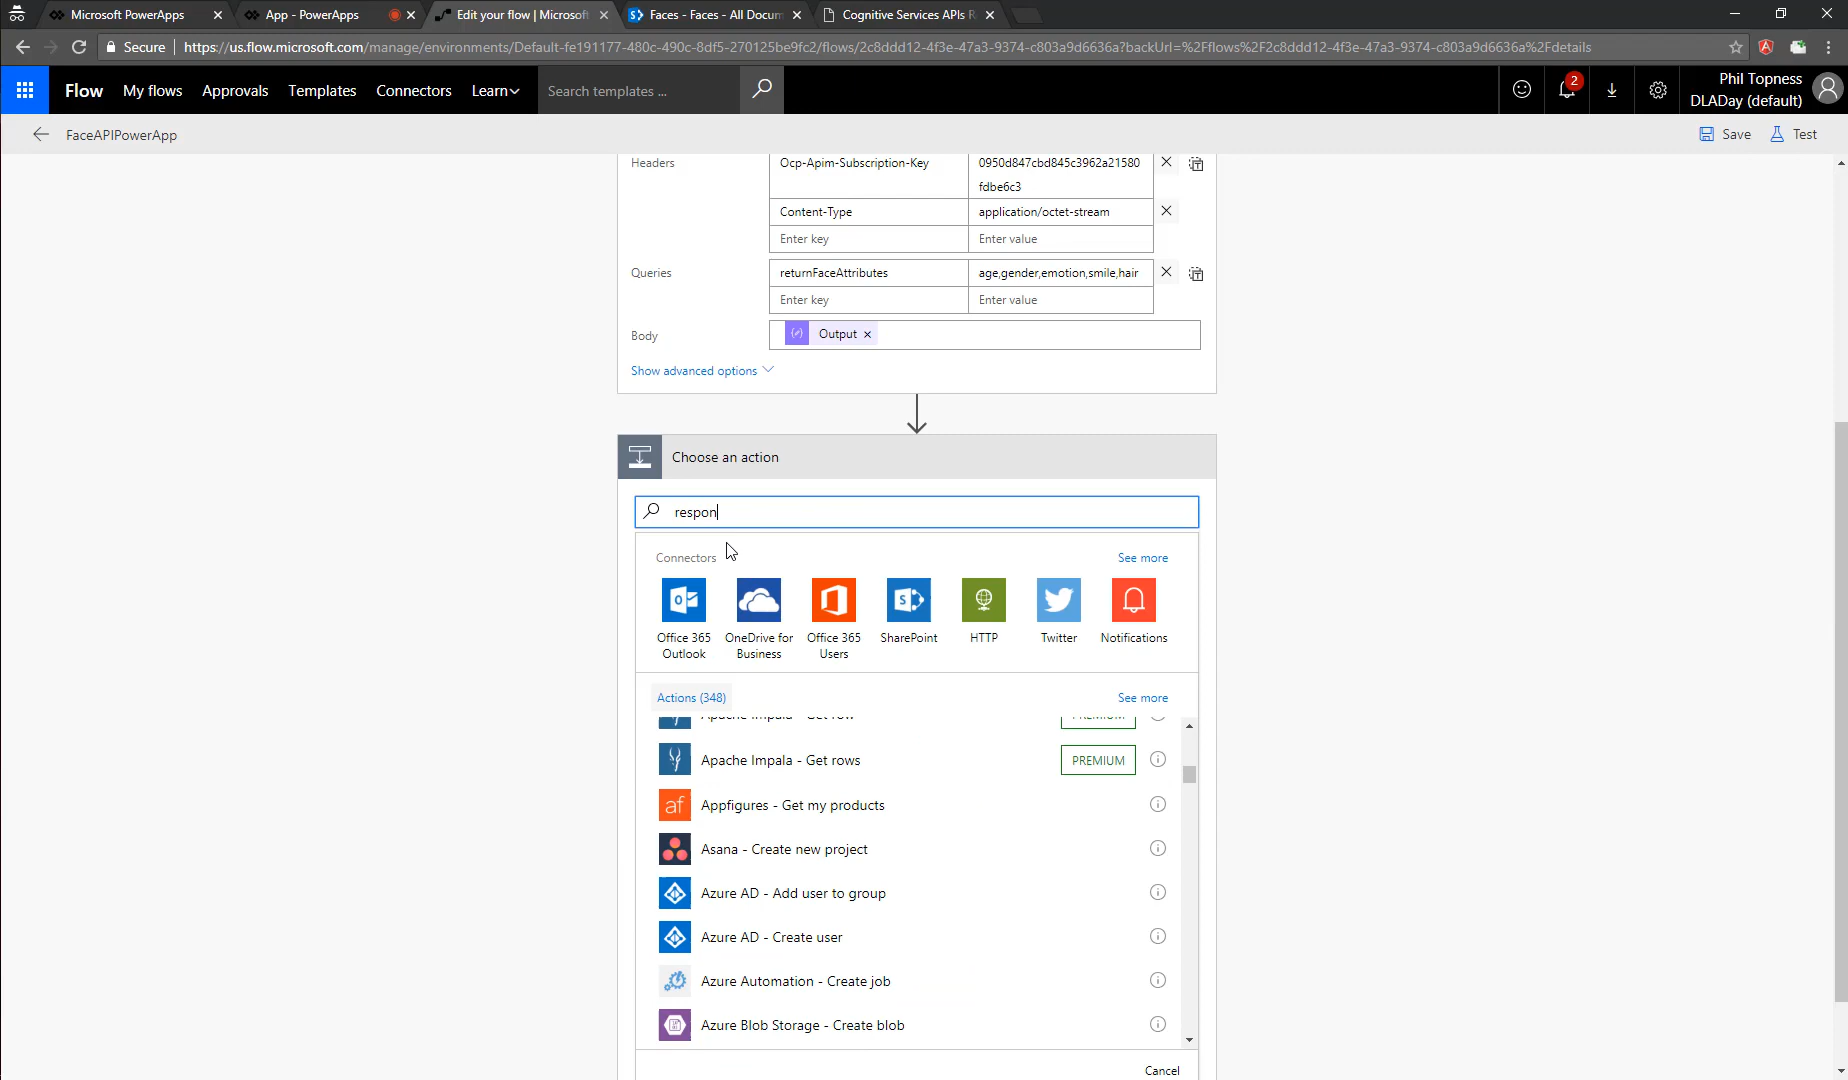 Microsoft PowerApps
App - PowerApps
Edit your flow | Microsoft
Faces - Faces - All Docum
Cognitive Services APIs R
Secure
https://us.flow.microsoft.com/manage/environments/Default-fe191177-480c-490c-8df5-270125be9fc2/flows/2c8ddd12-4f3e-47a3-9374-c803a9d6636a?backUrl=%2Fflows%2F2c8ddd12-4f3e-47a3-9374-c803a9d6636a%2Fdetails
Flow
My flows
Approvals
Templates
Connectors
Learn
Search templates ...
2
Phil Topness
DLADay (default)
FaceAPIPowerApp
Save
Test
Headers
Ocp-Apim-Subscription-Key
0950d847cbd845c3962a21580
fdbe6c3
Content-Type
application/octet-stream
Enter key
Enter value
Queries
returnFaceAttributes
age,gender,emotion,smile,hair
Enter key
Enter value
Body
Output
Show advanced options
Choose an action
respon
Connectors
See more
Office 365
Outlook
OneDrive for
Business
Office 365
Users
SharePoint
HTTP
Twitter
Notifications
Actions (348)
See more
Apache Impala - Get row
PREMIUM
Apache Impala - Get rows
PREMIUM
af
Appfigures - Get my products
Asana - Create new project
Azure AD - Add user to group
Azure AD - Create user
Azure Automation - Create job
Azure Blob Storage - Create blob
Cancel